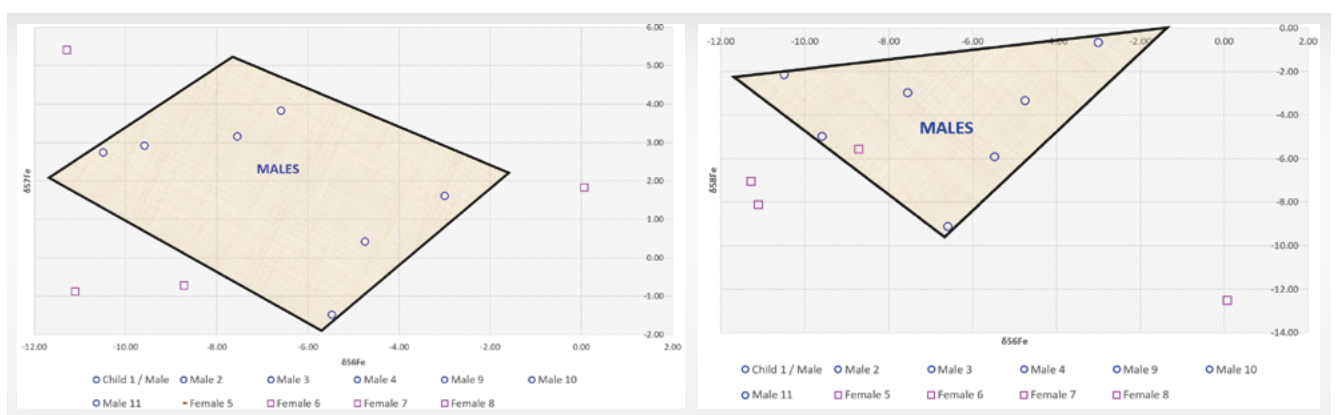 6.00
5.00
4.00
3.00
2.00
1.00
0.00
-1.00
-2.00
δ57Fe
MALES
-12.00 -10.00 -8.00 -6.00 -4.00 -2.00 0.00 2.00
δ56Fe
Child 1 / Male Male 2 Male 3 Male 4 Male 9 Male 10
Male 11 Female 5 Female 6 Female 7 Female 8
-12.00 -10.00 -8.00 -6.00 -4.00 -2.00 0.00 2.00
0.00
-2.00
-4.00
-6.00
-8.00
-10.00
-12.00
-14.00
δ58Fe
MALES
δ56Fe
Child 1 / Male Male 2 Male 3 Male 4 Male 9 Male 10
Male 11 Female 5 Female 6 Female 7 Female 8